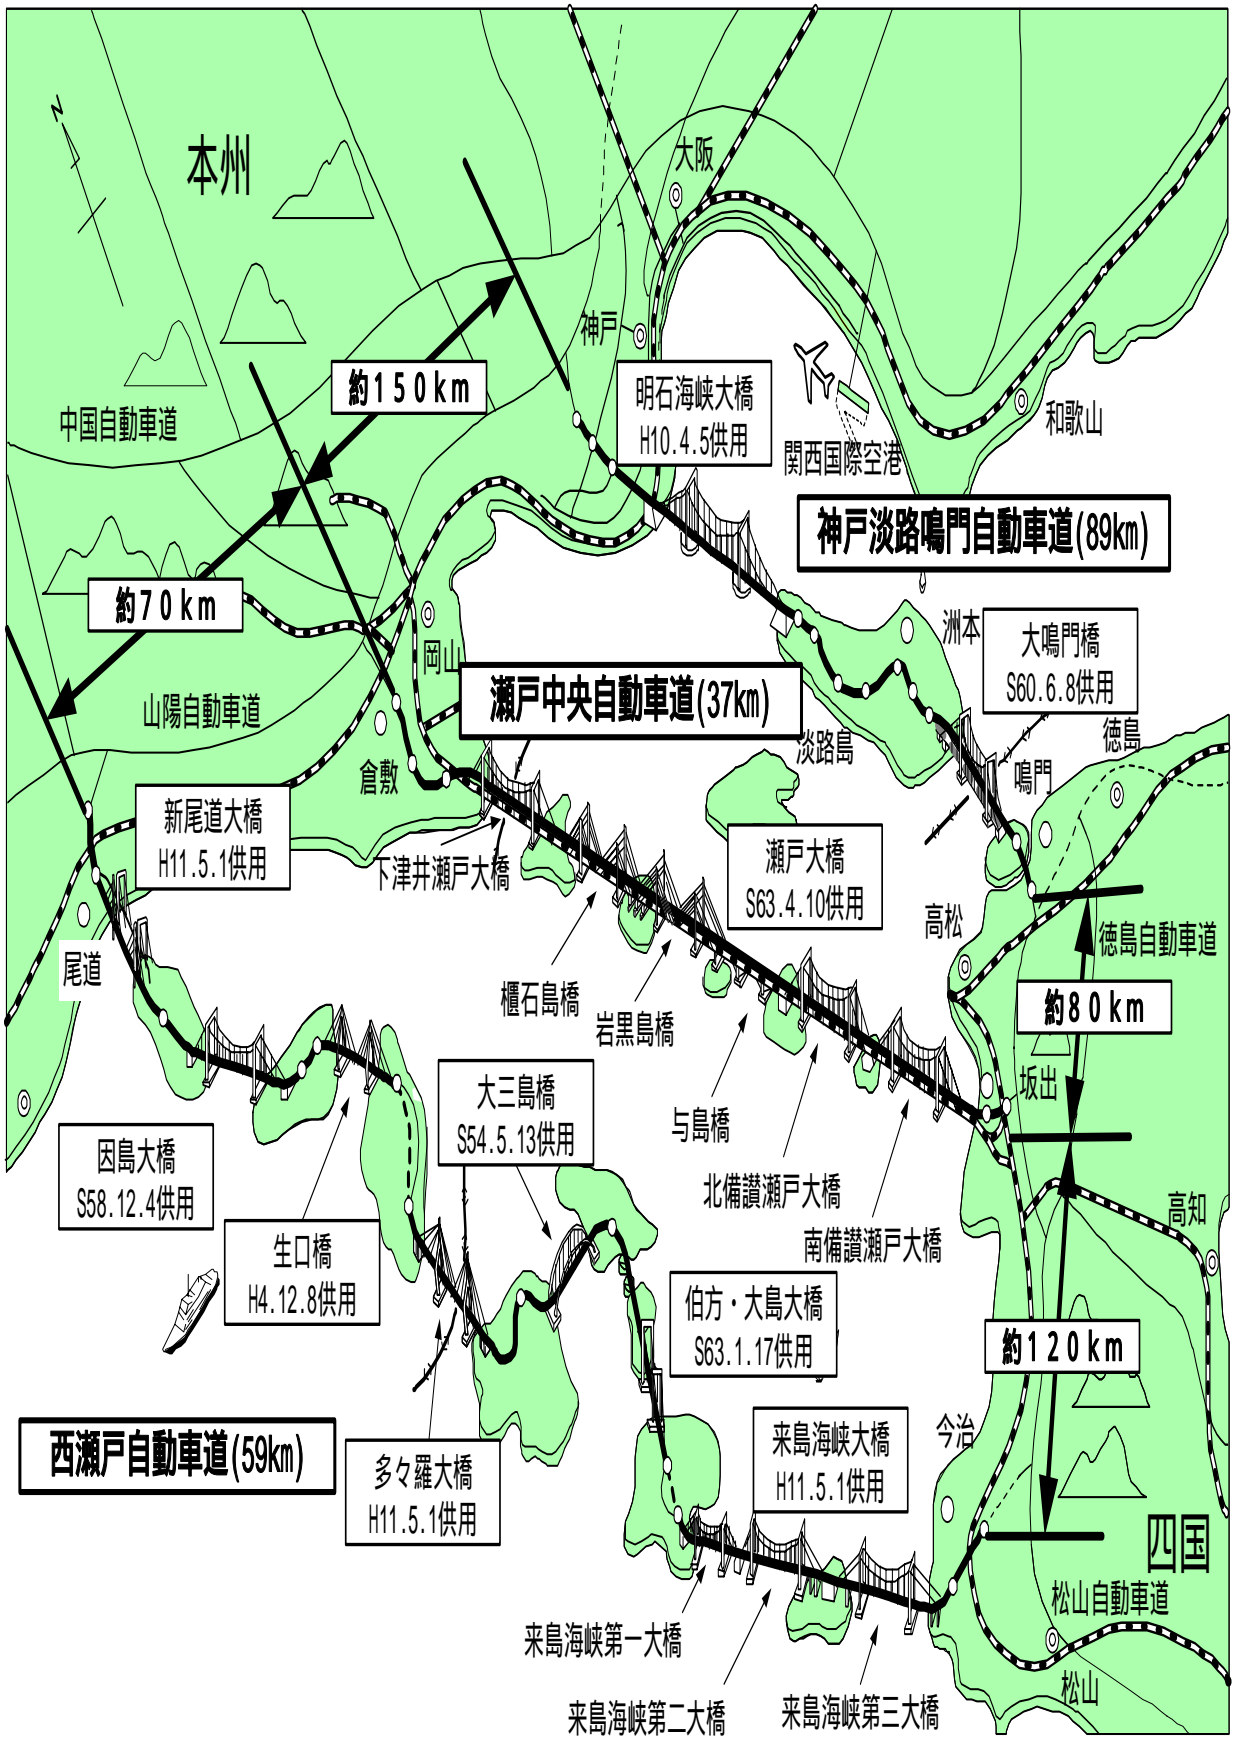 N
本州
大阪
神戸
約150km
明石海峡大橋
H10.4.5供用
中国自動車道
関西国際空港
和歌山
神戸淡路鳴門自動車道(89km)
約70km
岡山
洲本
大鳴門橋
S60.6.8供用
瀬戸中央自動車道(37km)
山陽自動車道
淡路島
徳島
倉敷
鳴門
新尾道大橋
H11.5.1供用
下津井瀬戸大橋
瀬戸大橋
S63.4.10供用
高松
徳島自動車道
尾道
櫃石島橋
岩黒島橋
約80km
坂出
大三島橋
S54.5.13供用
与島橋
因島大橋
S58.12.4供用
北備讃瀬戸大橋
高知
南備讃瀬戸大橋
生口橋
H4.12.8供用
伯方・大島大橋
S63.1.17供用
約120km
西瀬戸自動車道(59km)
多々羅大橋
H11.5.1供用
来島海峡大橋
H11.5.1供用
今治
四国
松山自動車道
来島海峡第一大橋
松山
来島海峡第二大橋
来島海峡第三大橋